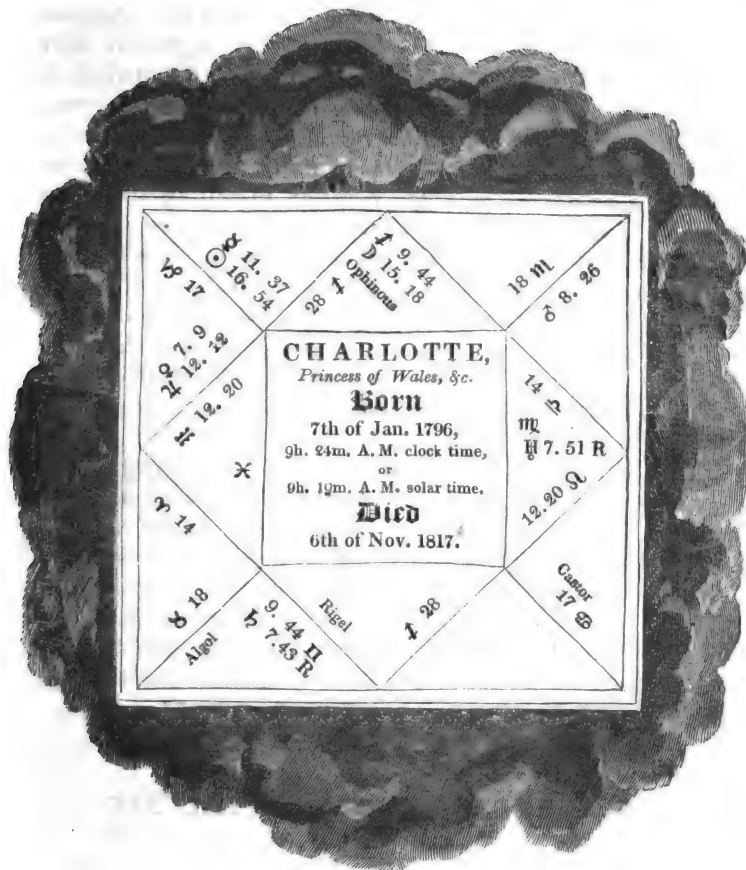 11. 37
☉ 16. 54
♐ 9. 44
☽ 15. 18
Ophinous
28 ♐
18 ♏
♂ 8. 26
♑ 17
♀ 7. 9
♃ 12. 12
♒ 12. 20
♓
CHARLOTTE,
Princess of Wales, &c.
Born
7th of Jan. 1796,
9h. 24m. A. M. clock time,
or
9h. 19m. A. M. solar time.
Died
6th of Nov. 1817.
14 ♎
♍
♅ 7. 51 R
12. 20 ♌
♈ 14
♉ 18
Algol
9. 44 ♊
♄ 7. 43 R
Rigel
♐ 28
Castor
17 ♋